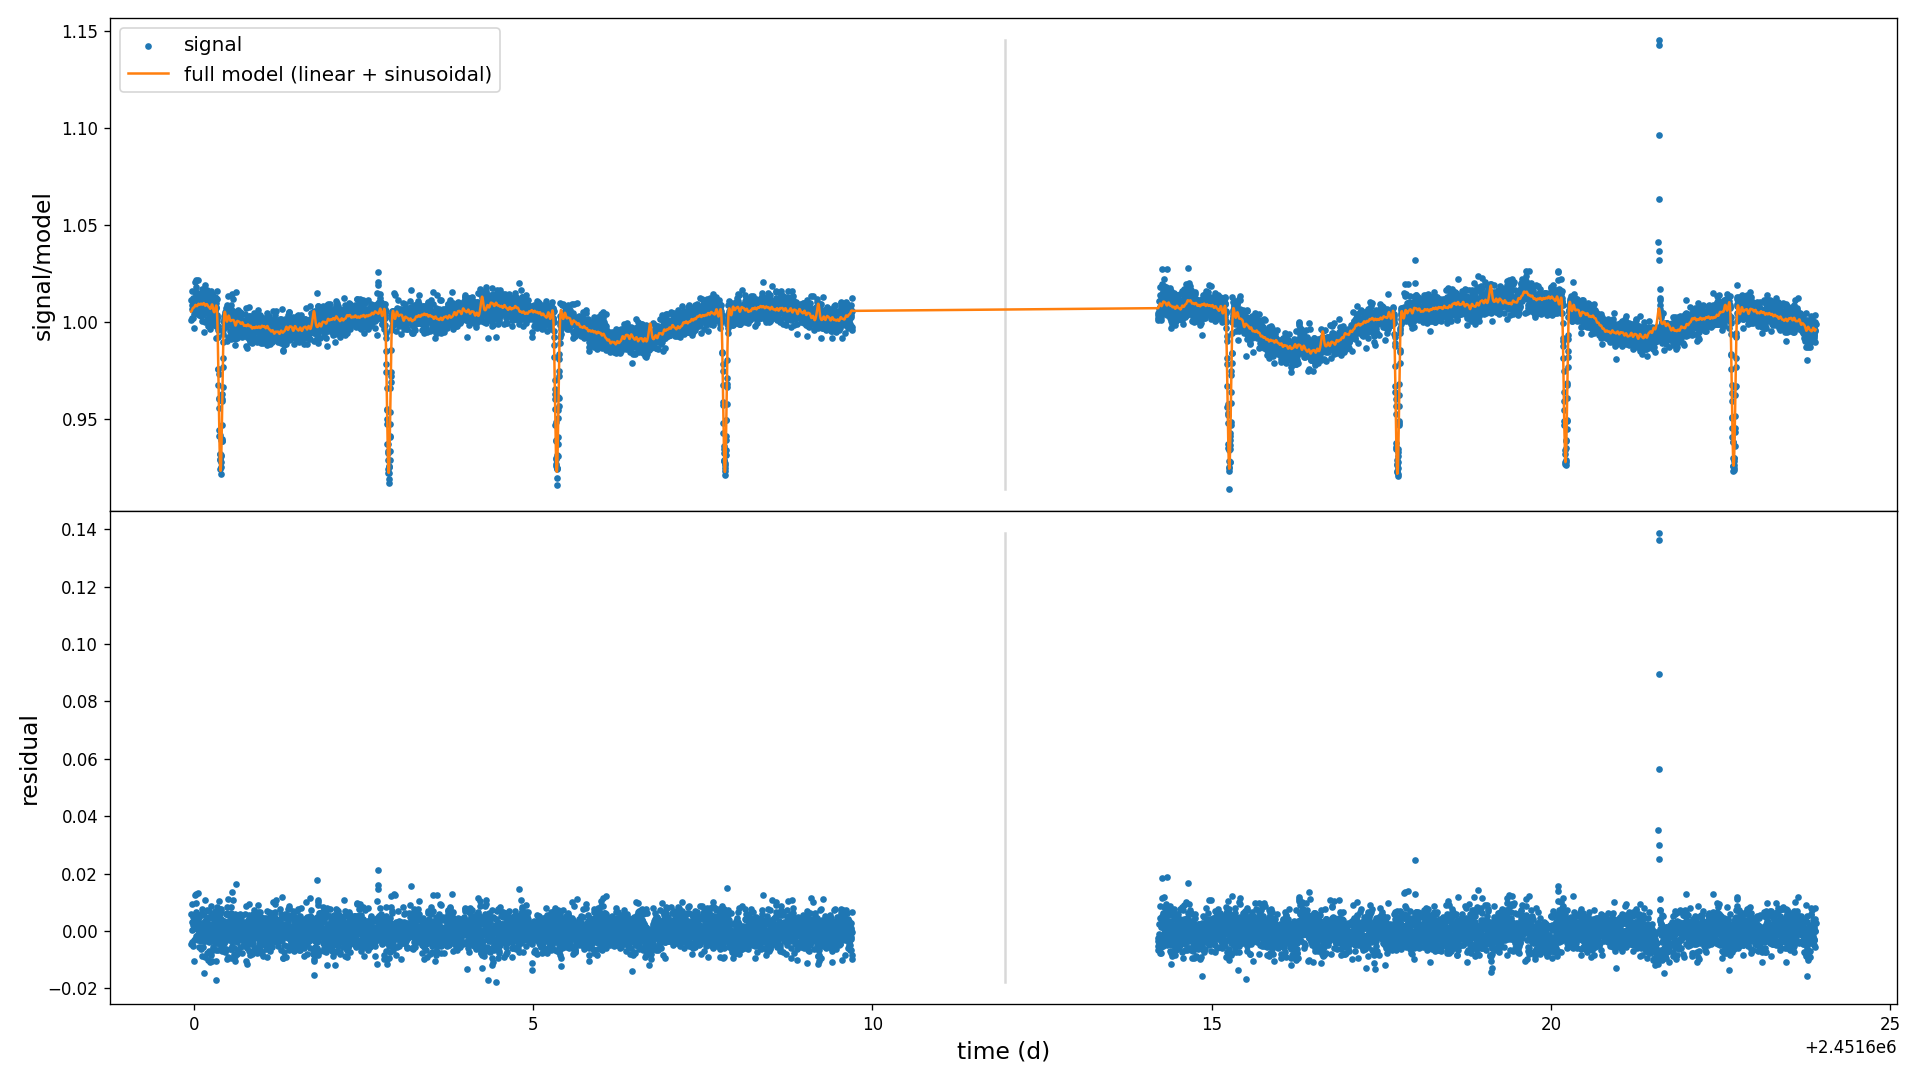 signal
full model (linear + sinusoidal)
signal/model
1.15
1.10
1.05
1.00
0.95
residual
0.14
0.12
0.10
0.08
0.06
0.04
0.02
0.00
−0.02
0 5 10 15 20 25
time (d)
+2.4516e6